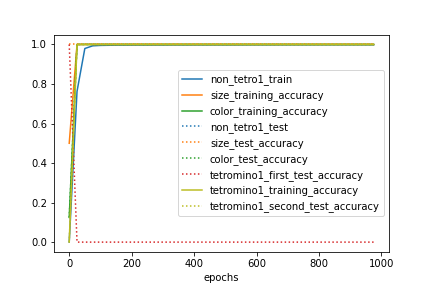 1.0
0.8
0.6
0.4
0.2
0.0
non_tetro1_train
size_training_accuracy
color_training_accuracy
non_tetro1_test
size_test_accuracy
color_test_accuracy
tetromino1_first_test_accuracy
tetromino1_training_accuracy
tetromino1_second_test_accuracy
0 200 400 600 800 1000
epochs